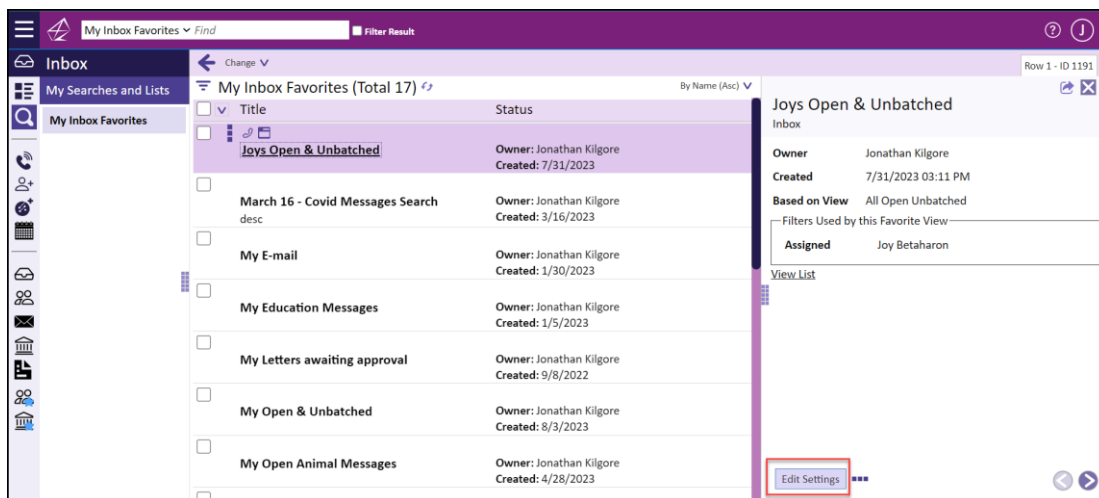 My Inbox Favorites Find Filter Result ? J
Inbox Change Row 1 - ID 1191
My Searches and Lists
My Inbox Favorites
My Inbox Favorites (Total 17) By Name (Asc)
Title Status
Joys Open & Unbatched
Owner: Jonathan Kilgore
Created: 7/31/2023
March 16 - Covid Messages Search
desc
Owner: Jonathan Kilgore
Created: 3/16/2023
My E-mail
Owner: Jonathan Kilgore
Created: 1/30/2023
My Education Messages
Owner: Jonathan Kilgore
Created: 1/5/2023
My Letters awaiting approval
Owner: Jonathan Kilgore
Created: 9/8/2022
My Open & Unbatched
Owner: Jonathan Kilgore
Created: 8/3/2023
My Open Animal Messages
Owner: Jonathan Kilgore
Created: 4/28/2023
Joys Open & Unbatched
Inbox
Owner Jonathan Kilgore
Created 7/31/2023 03:11 PM
Based on View All Open Unbatched
Filters Used by this Favorite View
Assigned Joy Betaharon
View List
Edit Settings